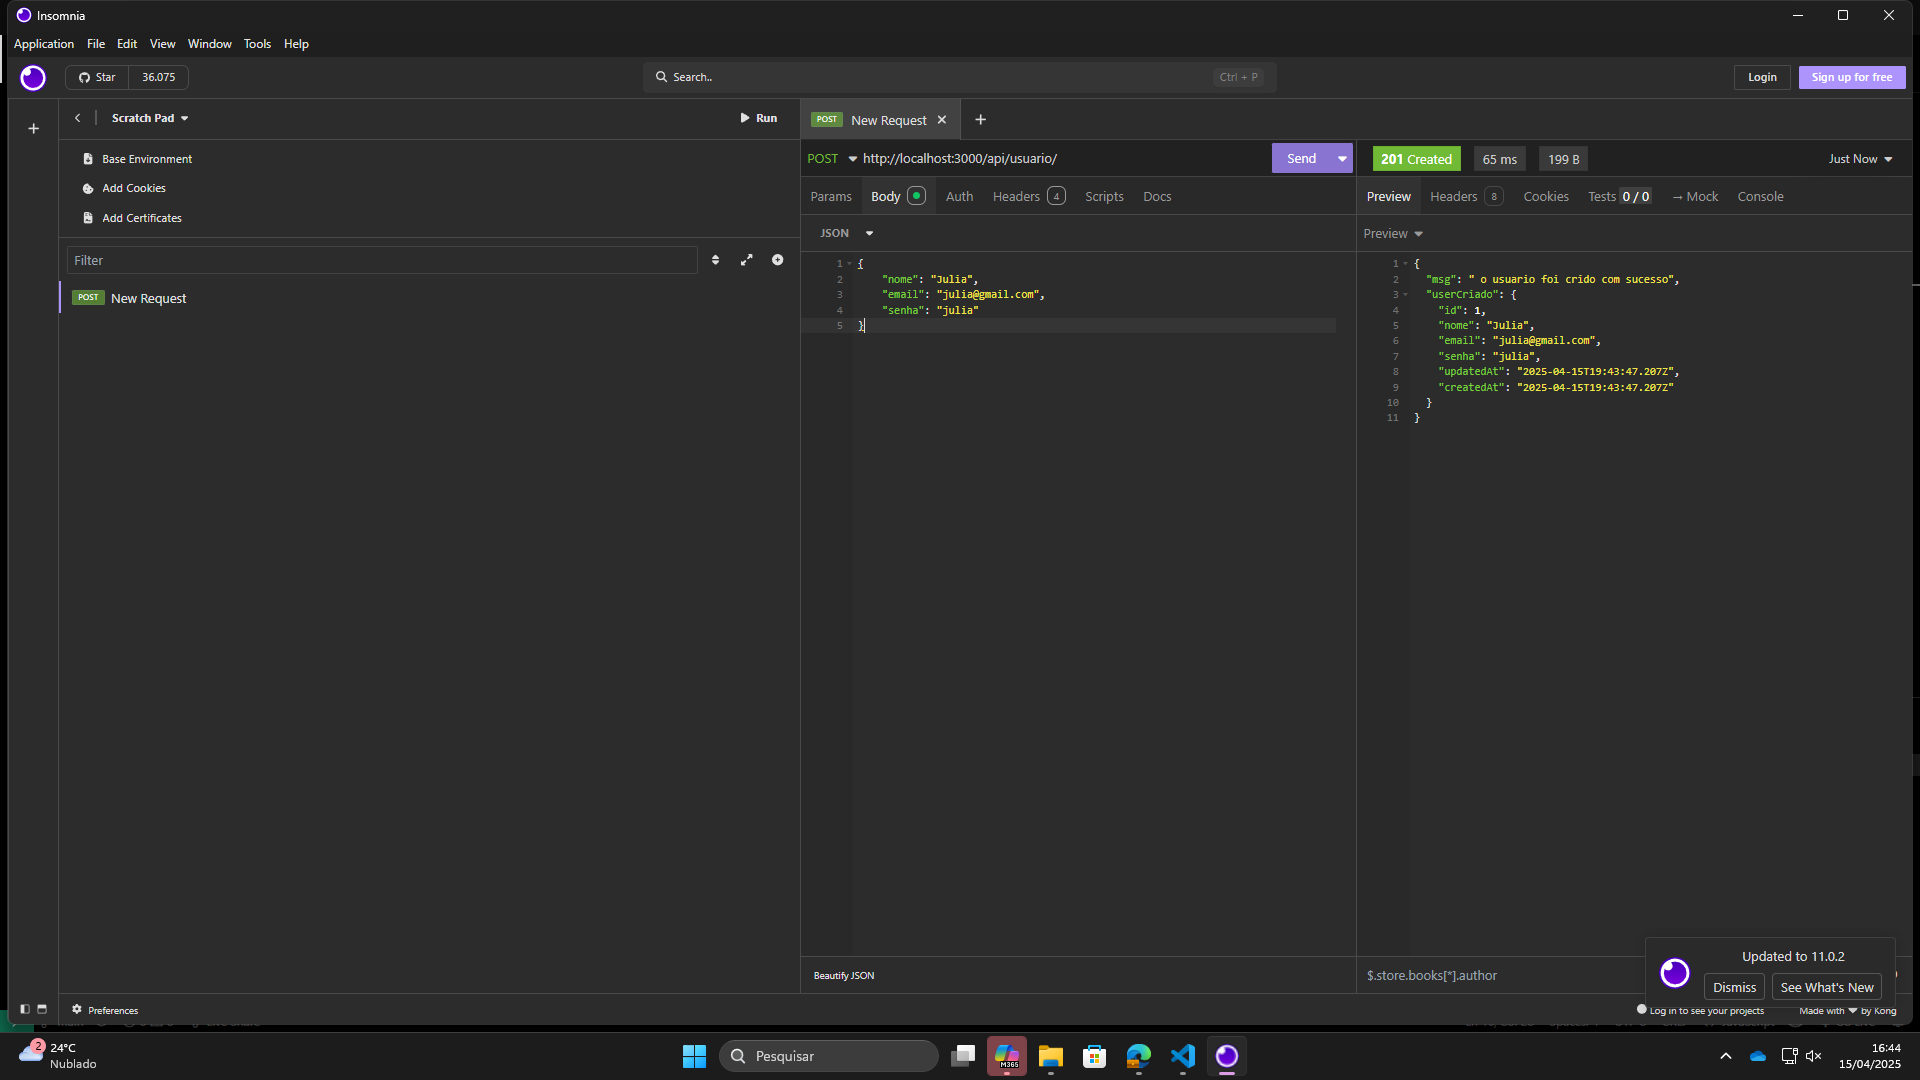 Insomnia
Application File Edit View Window Tools Help
Star 36.075
Search.. Ctrl + P
Login Sign up for free
Scratch Pad
Run
Base Environment
Add Cookies
Add Certificates
Filter
POST New Request
POST New Request
POST http://localhost:3000/api/usuario/
Send
Params Body Auth Headers 4 Scripts Docs
JSON
1 {
2 "nome": "Julia",
3 "email": "julia@gmail.com",
4 "senha": "julia"
5 }
Beautify JSON
201 Created 65 ms 199 B Just Now
Preview Headers 8 Cookies Tests 0 / 0 → Mock Console
Preview
1 {
2 "msg": " o usuario foi crido com sucesso",
3 "userCriado": {
4 "id": 1,
5 "nome": "Julia",
6 "email": "julia@gmail.com",
7 "senha": "julia",
8 "updatedAt": "2025-04-15T19:43:47.207Z",
9 "createdAt": "2025-04-15T19:43:47.207Z"
10 }
11 }
$.store.books[*].author
Updated to 11.0.2
Dismiss See What's New
Preferences
Log in to see your projects Made with ❤ by Kong
2
24°C
Nublado
Pesquisar
M365
16:44
15/04/2025